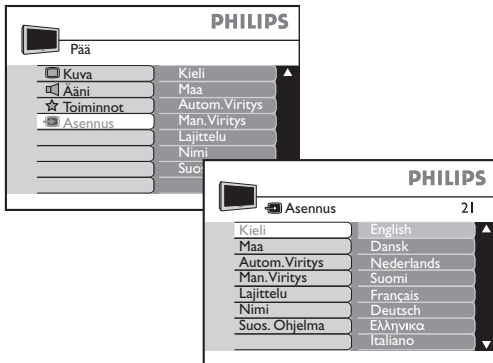 PHILIPS
Pää
Kuva Kieli
Ääni Maa
Toiminnot Autom.Viritys
Asennus Man.Viritys
Lajittelu
Nimi
Suos.
PHILIPS
Asennus 21
Kieli English
Maa Dansk
Autom.Viritys Nederlands
Man.Viritys Suomi
Lajittelu Français
Nimi Deutsch
Suos. Ohjelma Ελληνικα
Italiano